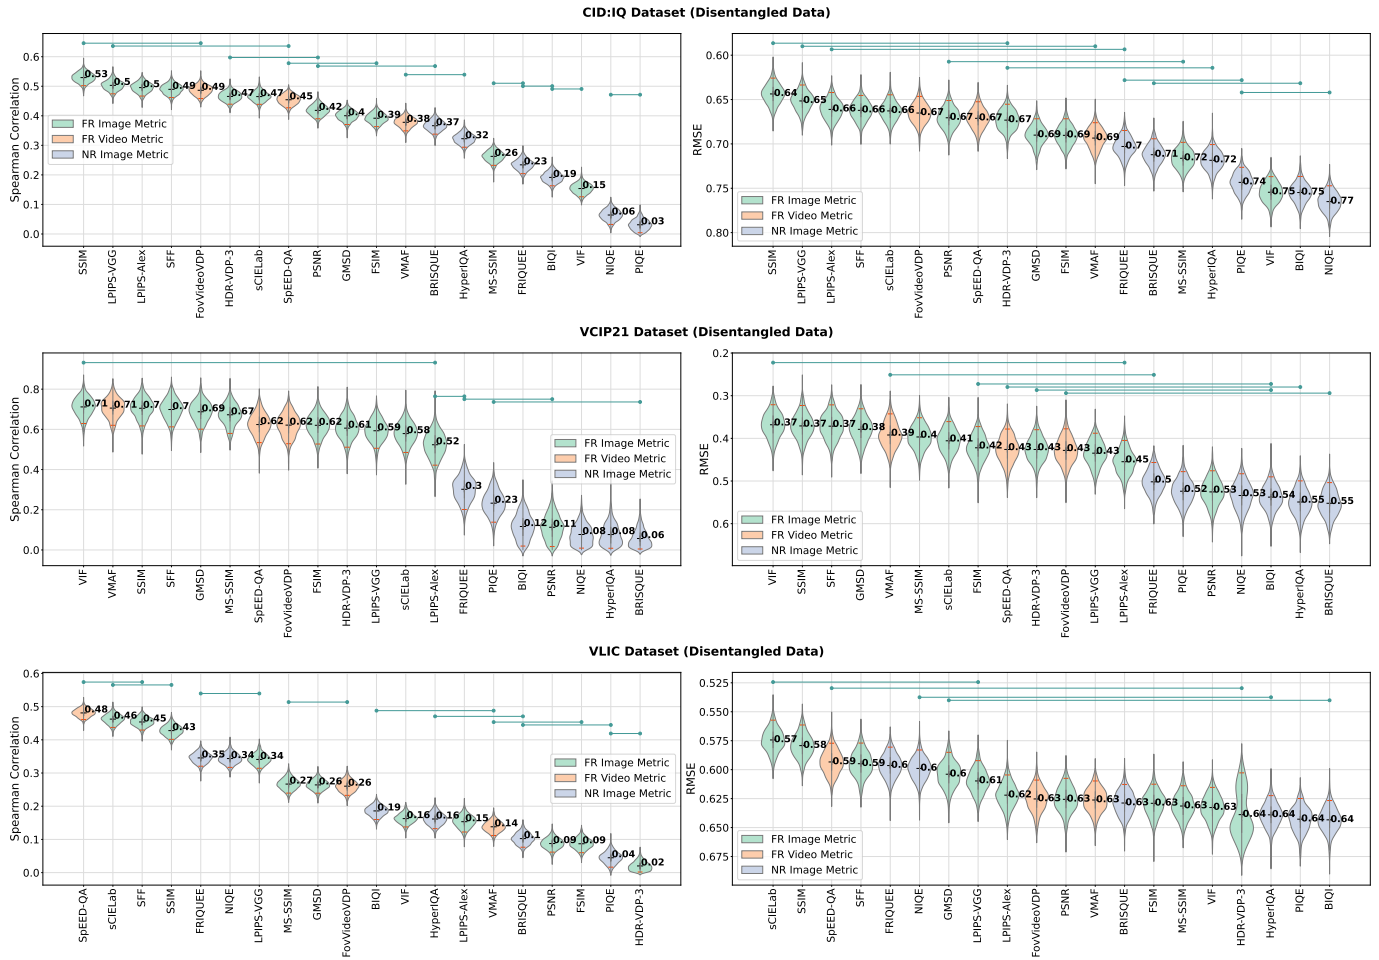 CID:IQ Dataset (Disentangled Data)
Spearman Correlation
0.6
0.5
0.4
0.3
0.2
0.1
0.0
FR Image Metric
FR Video Metric
NR Image Metric
0.53
0.5
0.5
0.49
0.49
0.47
0.47
0.45
0.42
0.4
0.39
0.38
0.37
0.32
0.26
0.23
0.19
0.15
0.06
0.03
SSIM
LPIPS-VGG
LPIPS-Alex
SFF
FovVideoVDP
HDR-VDP-3
sCIELab
SpEED-QA
PSNR
GMSD
FSIM
VMAF
BRISQUE
HyperIQA
MS-SSIM
FRIQUEE
BIQI
VIF
NIQE
PIQE
RMSE
0.60
0.65
0.70
0.75
0.80
FR Image Metric
FR Video Metric
NR Image Metric
-0.64
-0.65
-0.66
-0.66
-0.66
-0.67
-0.67
-0.67
-0.67
-0.69
-0.69
-0.69
-0.7
-0.71
-0.72
-0.72
-0.74
-0.75
-0.75
-0.77
SSIM
LPIPS-VGG
LPIPS-Alex
SFF
sCIELab
FovVideoVDP
PSNR
SpEED-QA
HDR-VDP-3
GMSD
FSIM
VMAF
FRIQUEE
BRISQUE
MS-SSIM
HyperIQA
PIQE
VIF
BIQI
NIQE
VCIP21 Dataset (Disentangled Data)
Spearman Correlation
0.8
0.6
0.4
0.2
0.0
FR Image Metric
FR Video Metric
NR Image Metric
0.71
0.71
0.7
0.7
0.69
0.67
0.62
0.62
0.62
0.61
0.59
0.58
0.52
0.3
0.23
0.12
0.11
0.08
0.08
0.06
VIF
VMAF
SSIM
SFF
GMSD
MS-SSIM
SpEED-QA
FovVideoVDP
FSIM
HDR-VDP-3
LPIPS-VGG
sCIELab
LPIPS-Alex
FRIQUEE
PIQE
BIQI
PSNR
NIQE
HyperIQA
BRISQUE
RMSE
0.2
0.3
0.4
0.5
0.6
FR Image Metric
FR Video Metric
NR Image Metric
-0.37
-0.37
-0.37
-0.38
-0.39
-0.4
-0.41
-0.42
-0.43
-0.43
-0.43
-0.43
-0.45
-0.5
-0.52
-0.53
-0.53
-0.54
-0.55
-0.55
VIF
SSIM
SFF
GMSD
VMAF
MS-SSIM
sCIELab
FSIM
SpEED-QA
HDR-VDP-3
FovVideoVDP
LPIPS-VGG
LPIPS-Alex
FRIQUEE
PIQE
PSNR
NIQE
BIQI
HyperIQA
BRISQUE
VLIC Dataset (Disentangled Data)
Spearman Correlation
0.6
0.5
0.4
0.3
0.2
0.1
0.0
FR Image Metric
FR Video Metric
NR Image Metric
0.48
0.46
0.45
0.43
0.35
0.34
0.34
0.27
0.26
0.26
0.19
0.16
0.16
0.15
0.14
0.1
0.09
0.09
0.04
0.02
SpEED-QA
sCIELab
SFF
SSIM
FRIQUEE
NIQE
LPIPS-VGG
MS-SSIM
GMSD
FovVideoVDP
BIQI
VIF
HyperIQA
LPIPS-Alex
VMAF
BRISQUE
PSNR
FSIM
PIQE
HDR-VDP-3
RMSE
0.525
0.550
0.575
0.600
0.625
0.650
0.675
FR Image Metric
FR Video Metric
NR Image Metric
-0.57
-0.58
-0.59
-0.59
-0.6
-0.6
-0.6
-0.61
-0.62
-0.63
-0.63
-0.63
-0.63
-0.63
-0.63
-0.63
-0.64
-0.64
-0.64
-0.64
sCIELab
SSIM
SpEED-QA
SFF
FRIQUEE
NIQE
GMSD
LPIPS-VGG
LPIPS-Alex
FovVideoVDP
PSNR
VMAF
BRISQUE
FSIM
MS-SSIM
VIF
HDR-VDP-3
HyperIQA
PIQE
BIQI